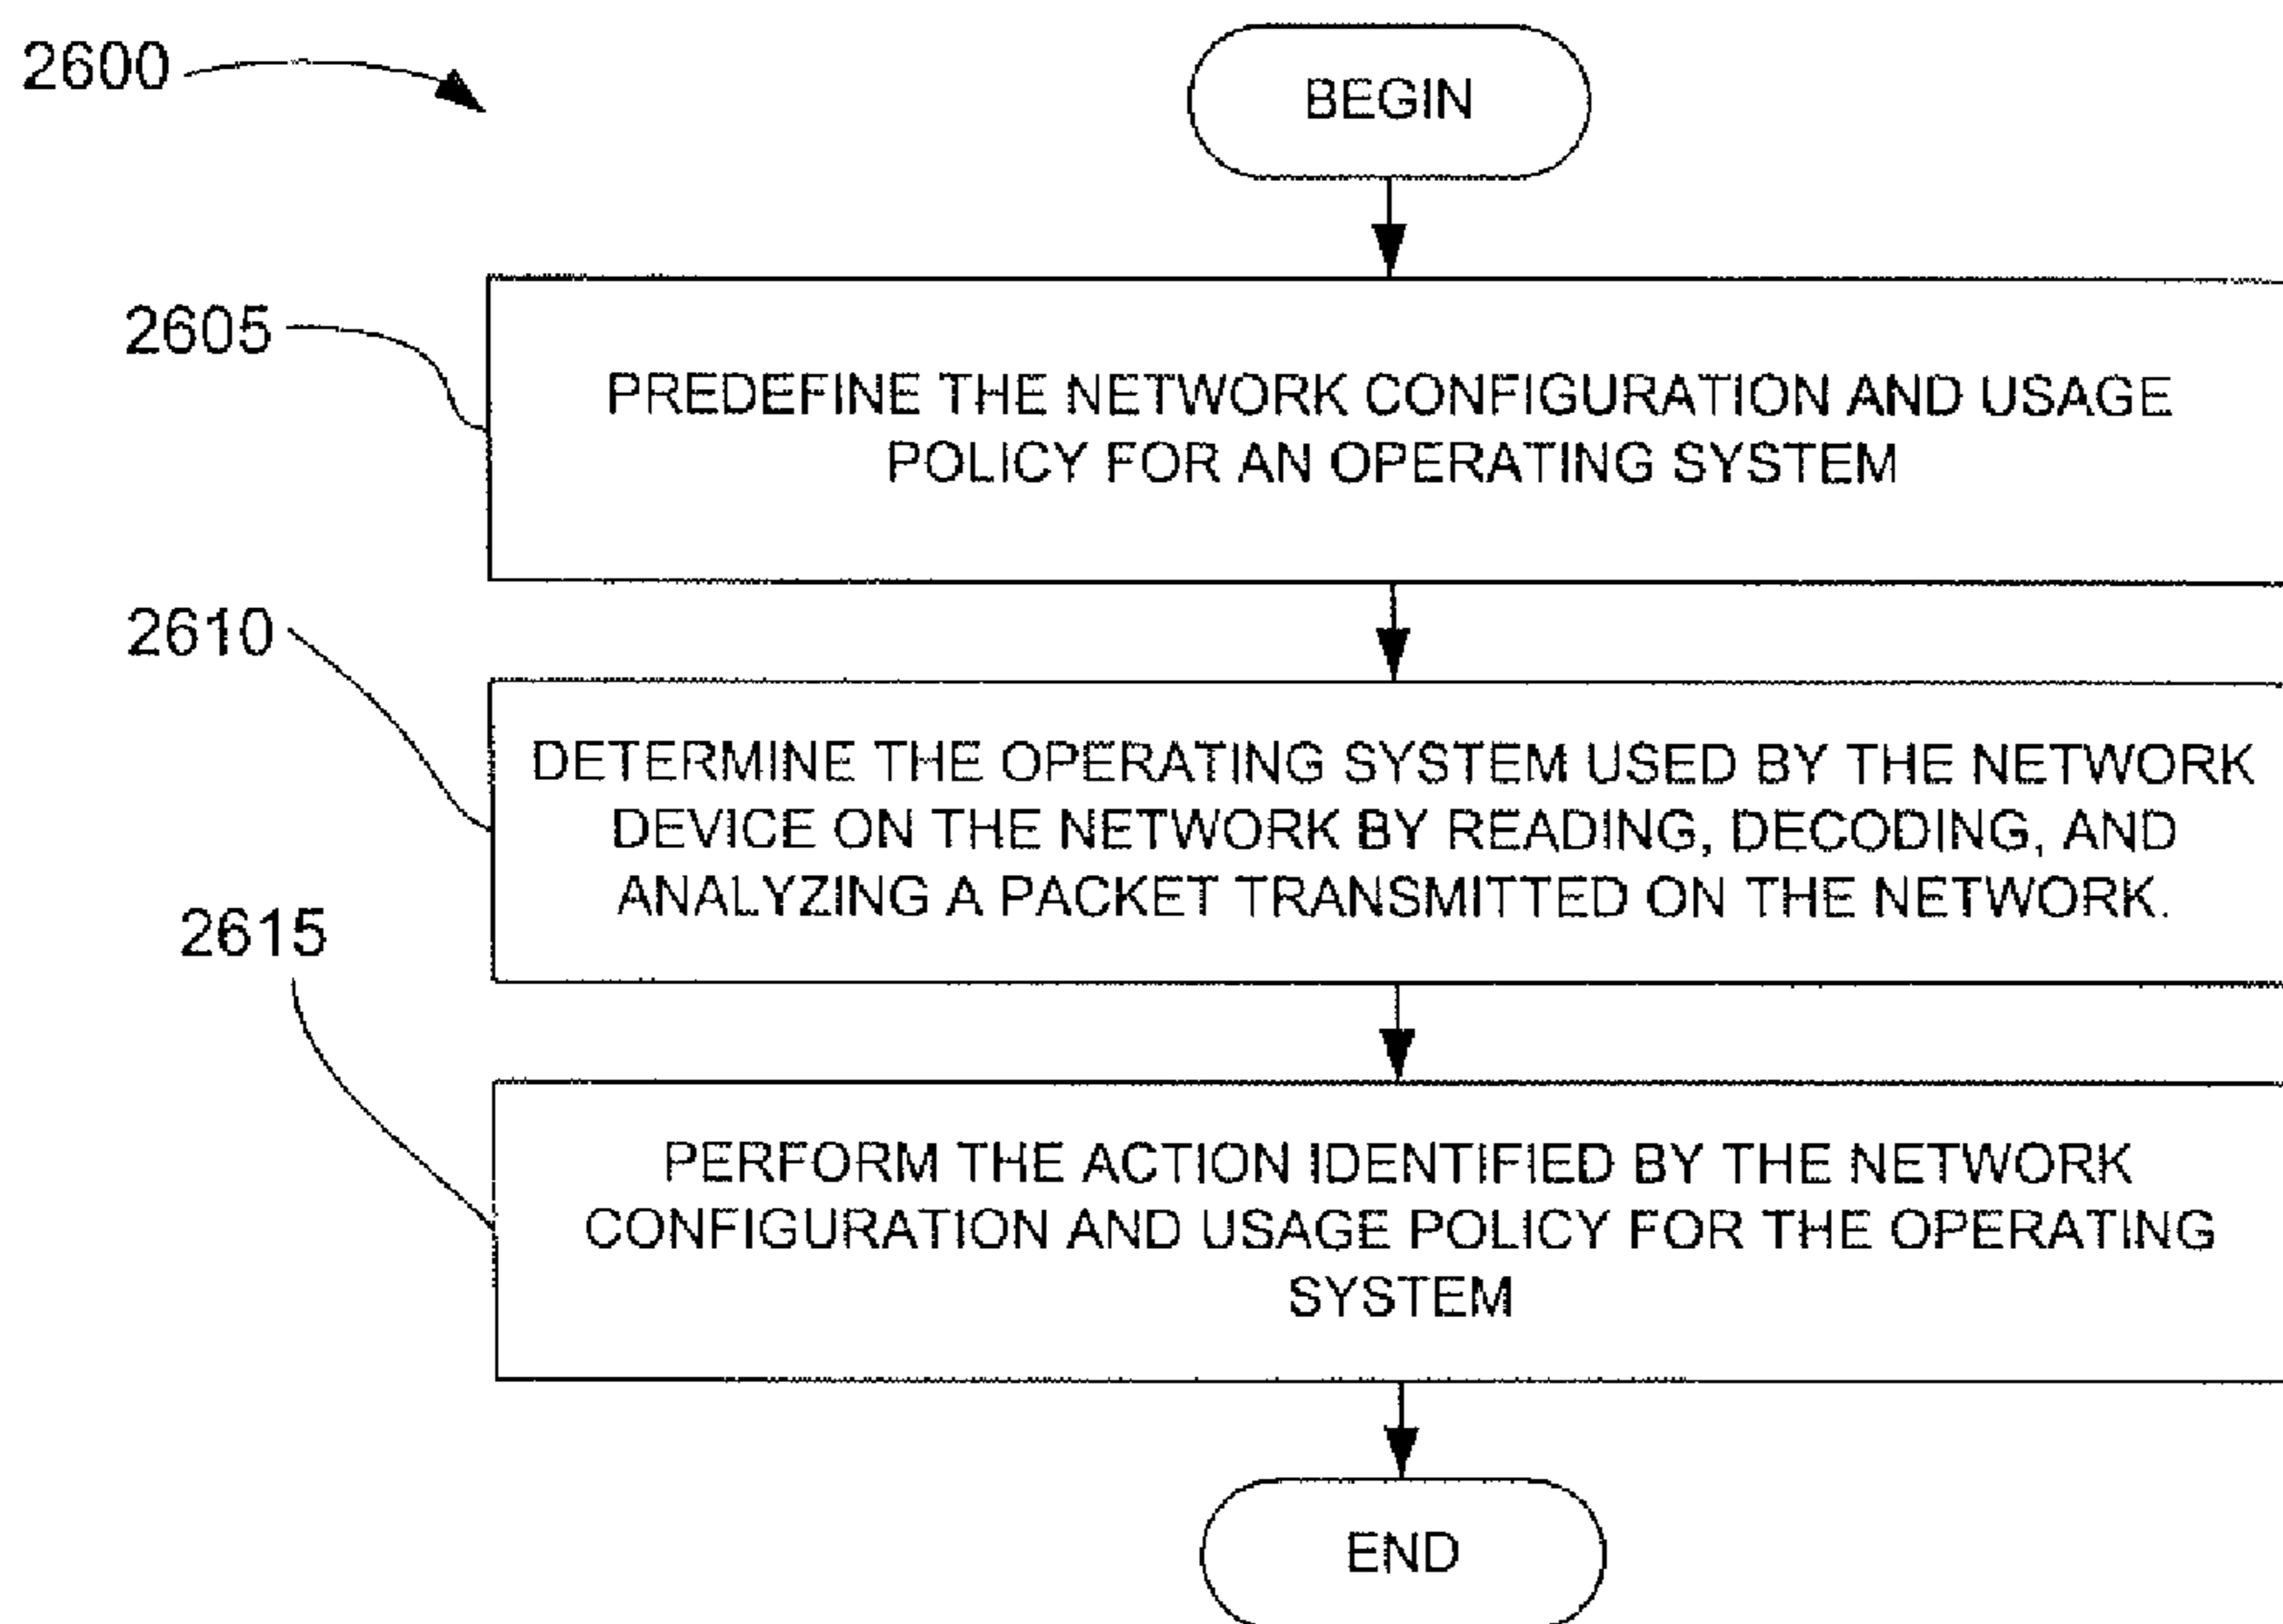 2600
BEGIN
2605
PREDEFINE THE NETWORK CONFIGURATION AND USAGE
POLICY FOR AN OPERATING SYSTEM
2610
DETERMINE THE OPERATING SYSTEM USED BY THE NETWORK
DEVICE ON THE NETWORK BY READING, DECODING, AND
ANALYZING A PACKET TRANSMITTED ON THE NETWORK.
2615
PERFORM THE ACTION IDENTIFIED BY THE NETWORK
CONFIGURATION AND USAGE POLICY FOR THE OPERATING
SYSTEM
END